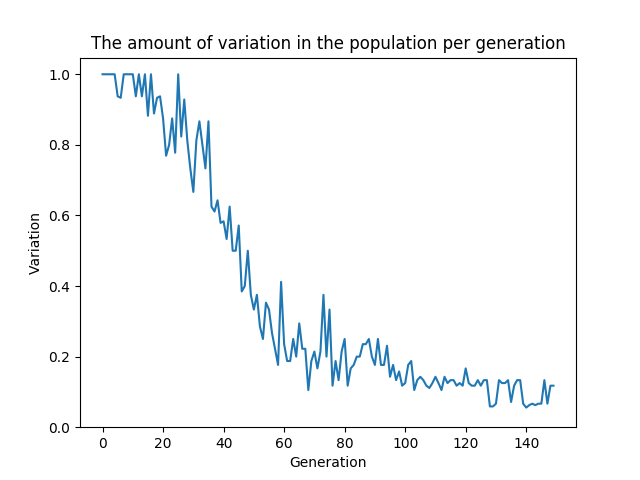 The amount of variation in the population per generation
1.0
0.8
0.6
0.4
0.2
0.0
Variation
0 20 40 60 80 100 120 140
Generation